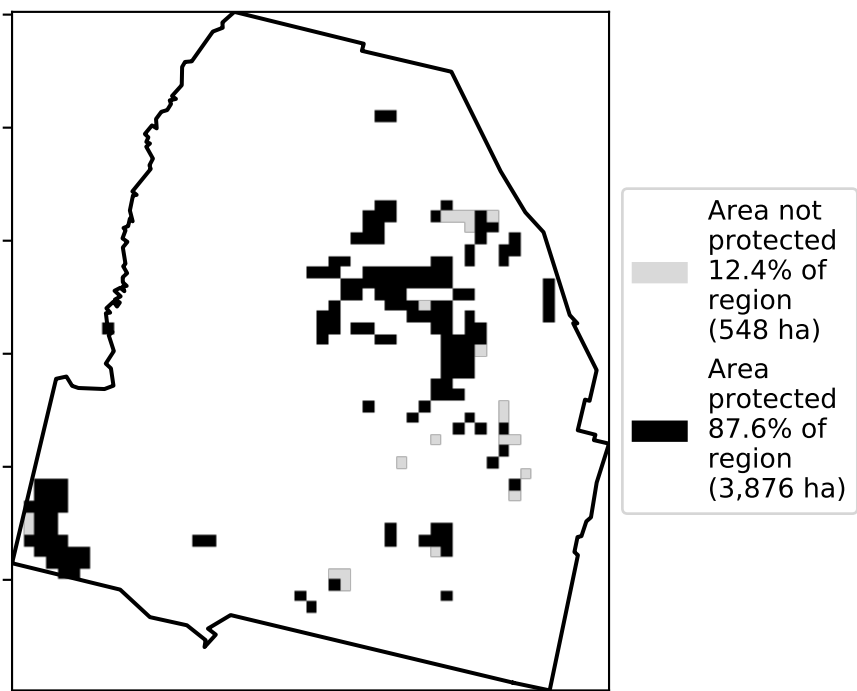 Area not
protected
12.4% of
region
(548 ha)
Area
protected
87.6% of
region
(3,876 ha)